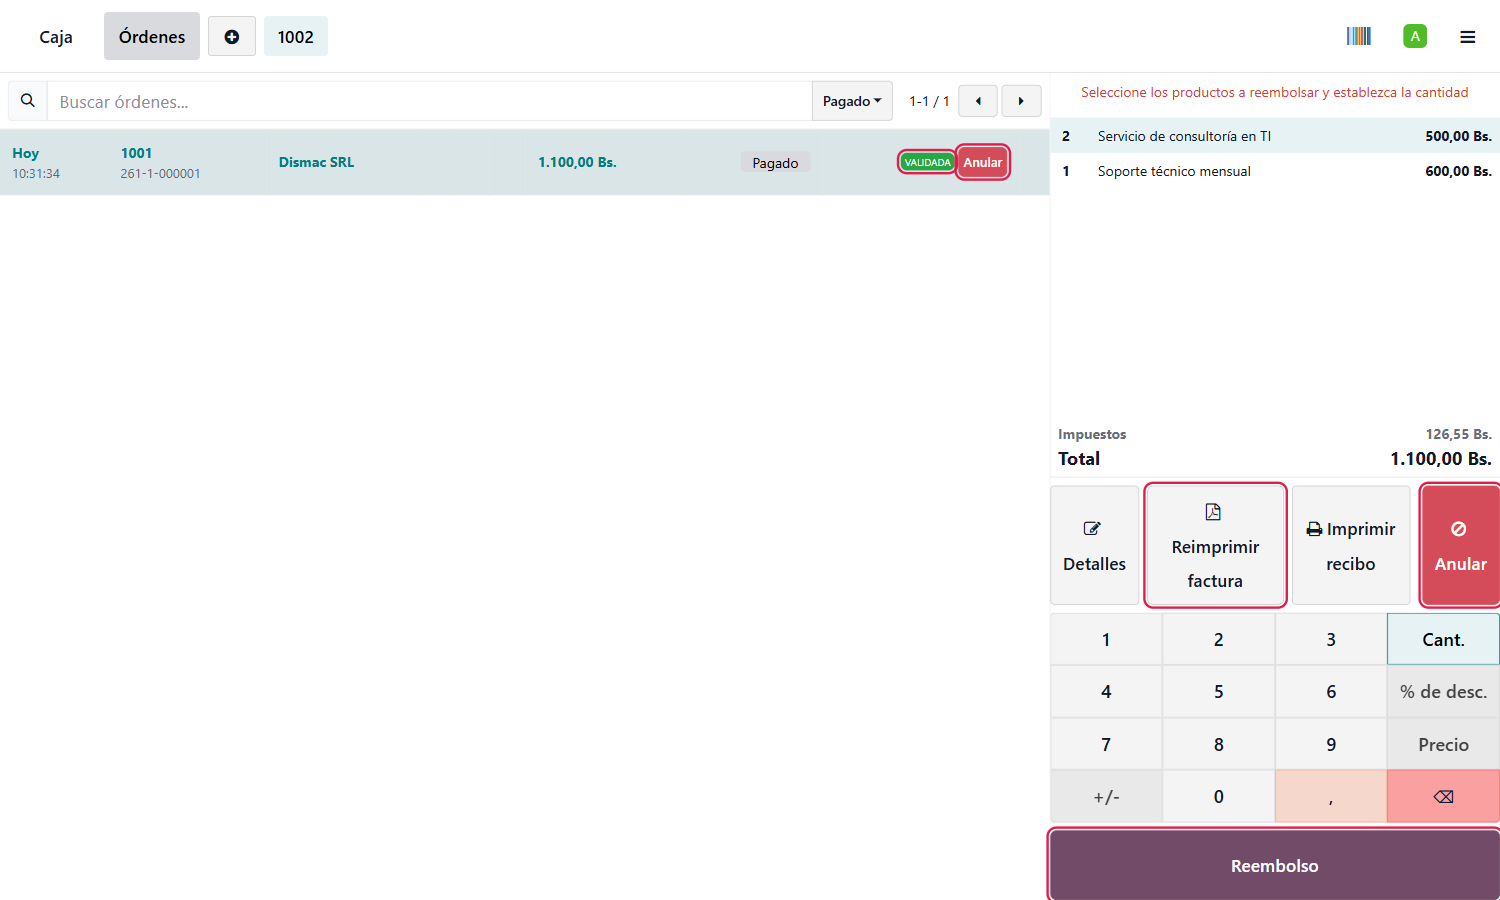 Caja
Órdenes
1002
A
Buscar órdenes...
Pagado
1-1 / 1
Hoy
10:31:34
1001
261-1-000001
Dismac SRL
1.100,00 Bs.
Pagado
VALIDADA
Anular
Seleccione los productos a reembolsar y establezca la cantidad
2 Servicio de consultoría en TI 500,00 Bs.
1 Soporte técnico mensual 600,00 Bs.
Impuestos 126,55 Bs.
Total 1.100,00 Bs.
Detalles
Reimprimir
factura
Imprimir
recibo
Anular
1 2 3 Cant.
4 5 6 % de desc.
7 8 9 Precio
+/- 0 , ⌫
Reembolso